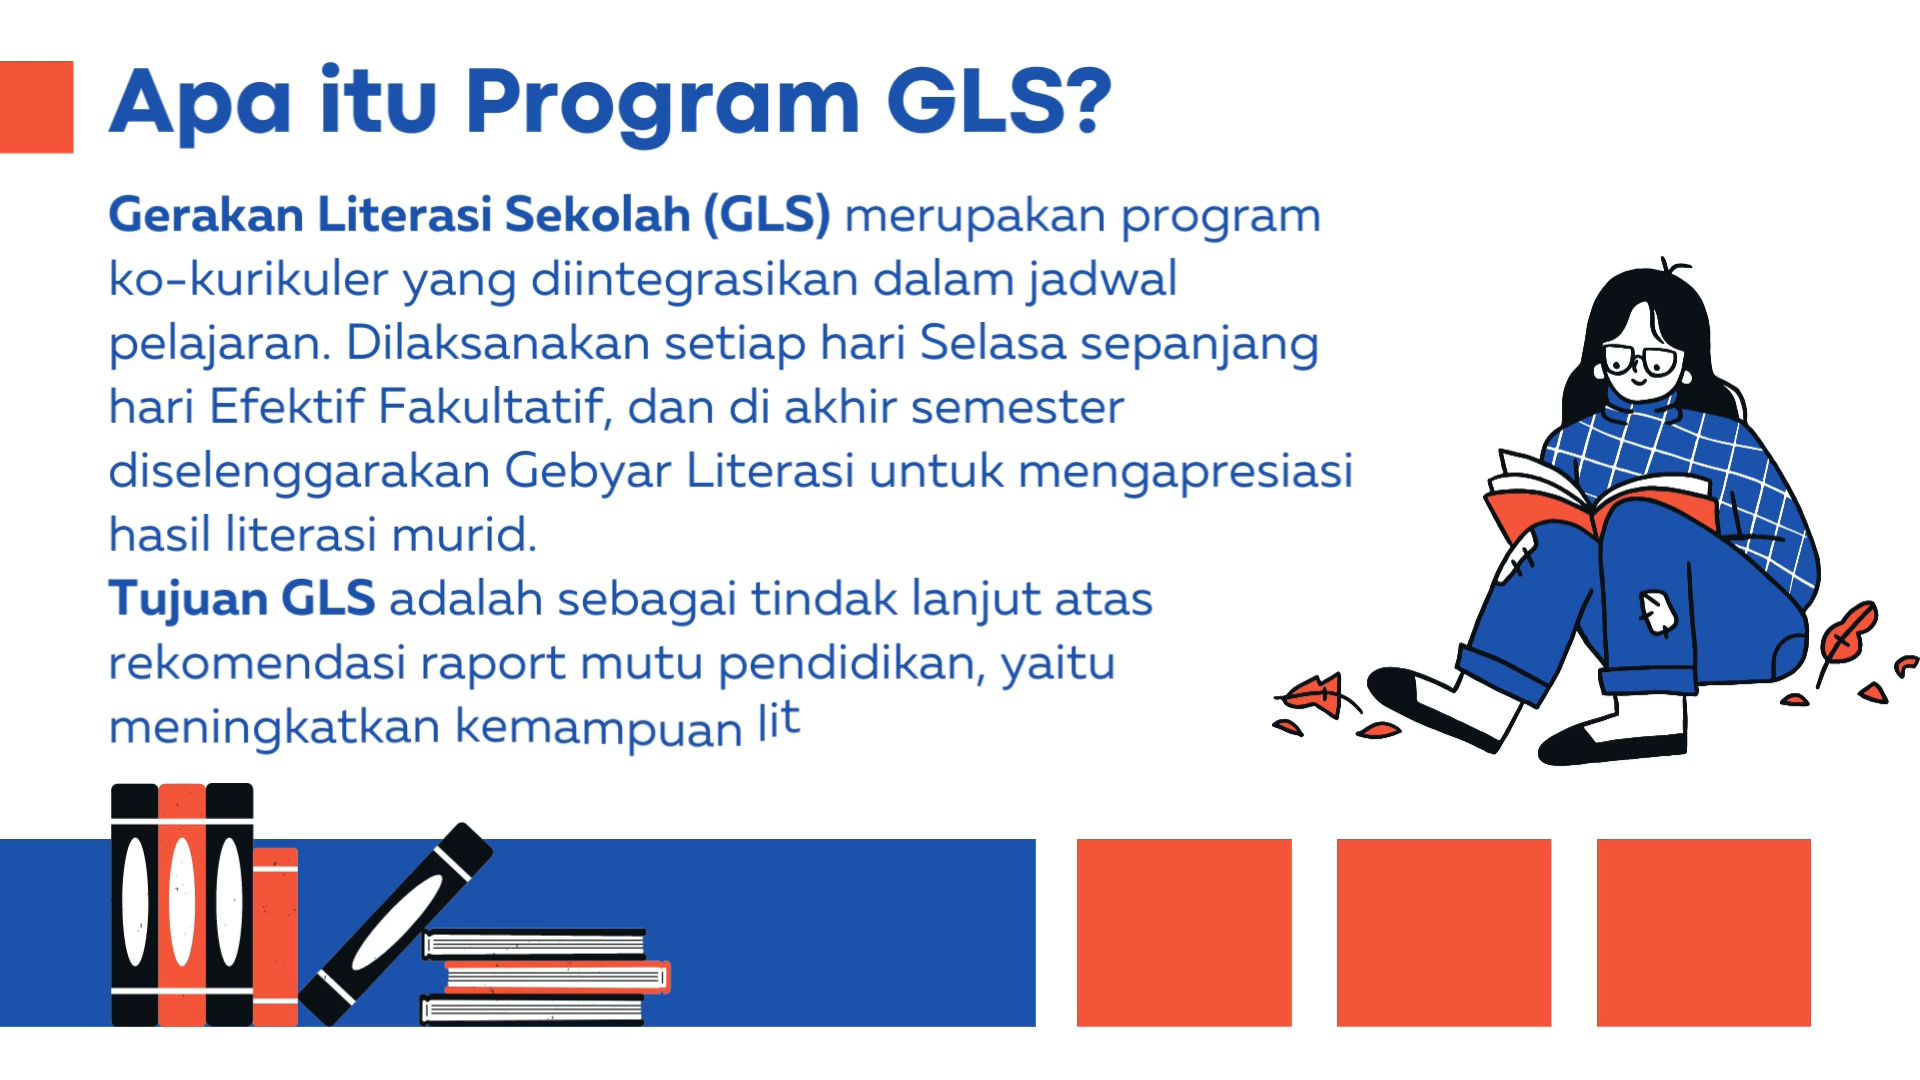 Apa itu Program GLS?
Gerakan Literasi Sekolah (GLS) merupakan program
ko-kurikuler yang diintegrasikan dalam jadwal
pelajaran. Dilaksanakan setiap hari Selasa sepanjang
hari Efektif Fakultatif, dan di akhir semester
diselenggarakan Gebyar Literasi untuk mengapresiasi
hasil literasi murid.
Tujuan GLS adalah sebagai tindak lanjut atas
rekomendasi raport mutu pendidikan, yaitu
meningkatkan kemampuan lit